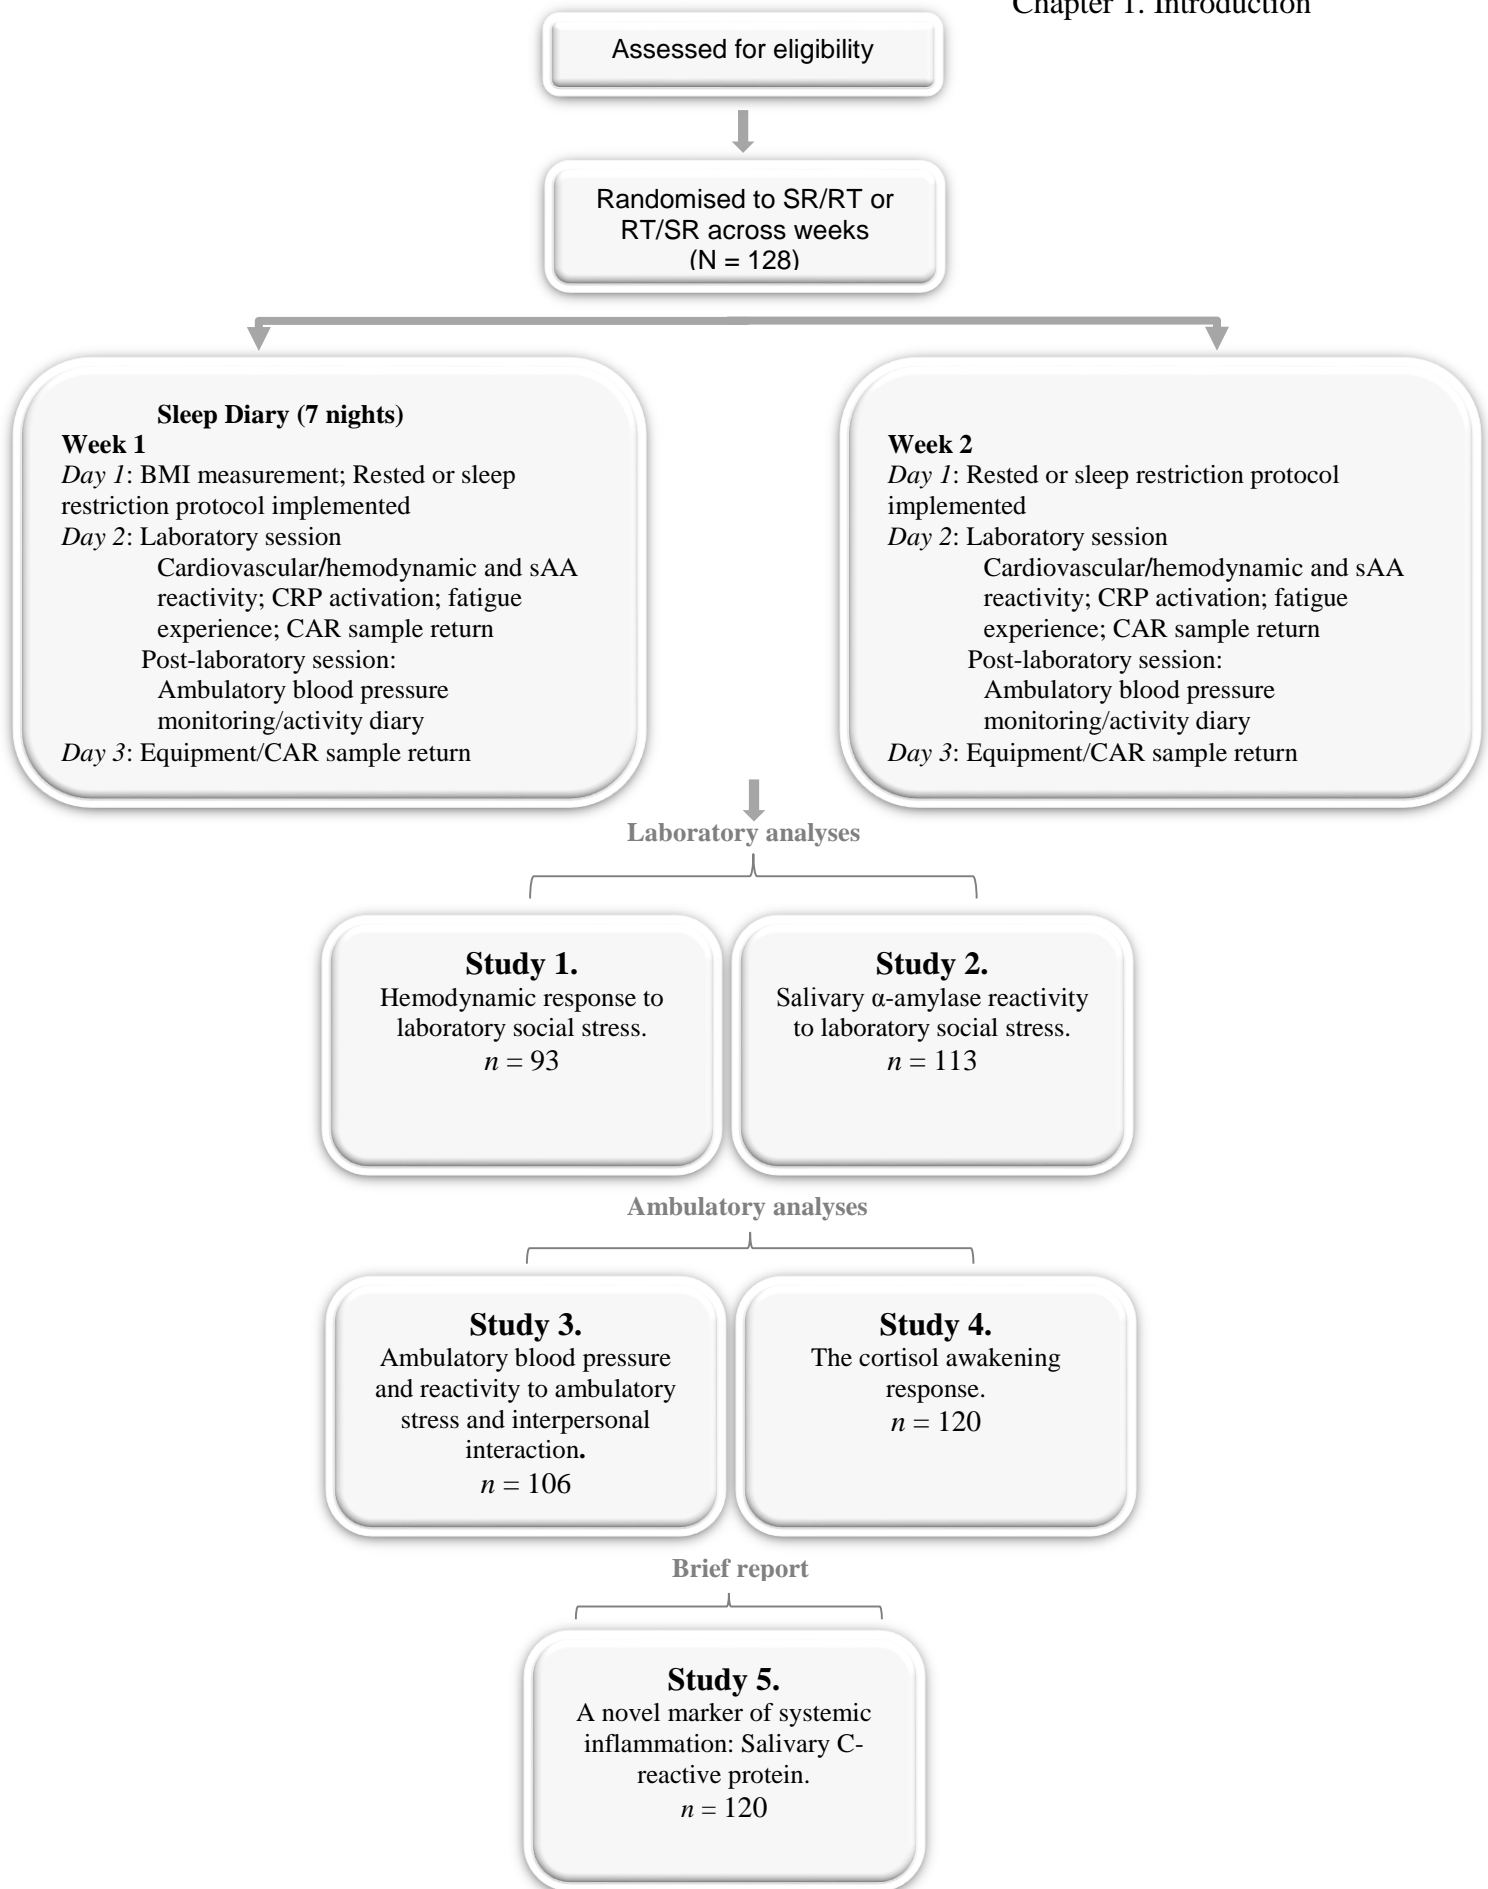 Chapter 1. Introduction
Assessed for eligibility
Randomised to SR/RT or
RT/SR across weeks
(N = 128)
Sleep Diary (7 nights)
Week 1
Day 1: BMI measurement; Rested or sleep
restriction protocol implemented
Day 2: Laboratory session
Cardiovascular/hemodynamic and sAA
reactivity; CRP activation; fatigue
experience; CAR sample return
Post-laboratory session:
Ambulatory blood pressure
monitoring/activity diary
Day 3: Equipment/CAR sample return
Week 2
Day 1: Rested or sleep restriction protocol
implemented
Day 2: Laboratory session
Cardiovascular/hemodynamic and sAA
reactivity; CRP activation; fatigue
experience; CAR sample return
Post-laboratory session:
Ambulatory blood pressure
monitoring/activity diary
Day 3: Equipment/CAR sample return
Laboratory analyses
Study 1.
Hemodynamic response to
laboratory social stress.
n = 93
Study 2.
Salivary α-amylase reactivity
to laboratory social stress.
n = 113
Ambulatory analyses
Study 3.
Ambulatory blood pressure
and reactivity to ambulatory
stress and interpersonal
interaction.
n = 106
Study 4.
The cortisol awakening
response.
n = 120
Brief report
Study 5.
A novel marker of systemic
inflammation: Salivary C-
reactive protein.
n = 120